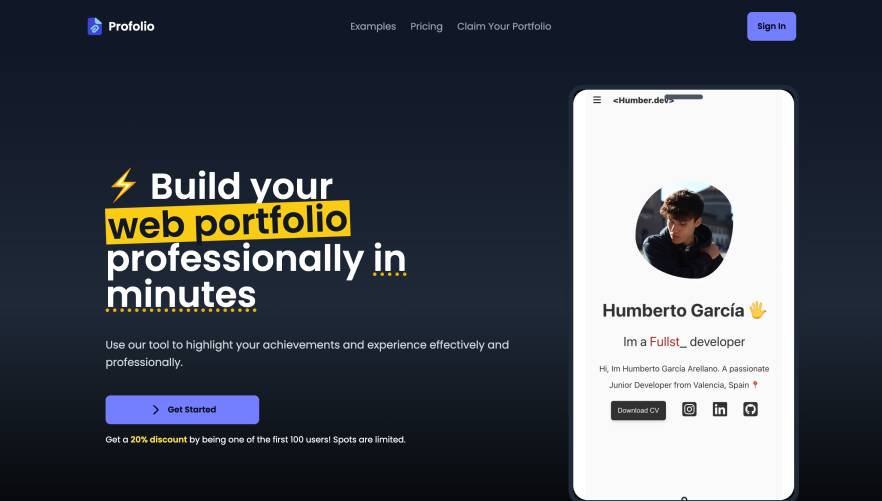 Profolio
Examples
Pricing
Claim Your Portfolio
Sign In
⚡ Build your
web portfolio
professionally in
minutes
Use our tool to highlight your achievements and experience effectively and
professionally.
Get Started
Get a 20% discount by being one of the first 100 users! Spots are limited.
<Humber.dev>
Humberto García 🖐
Im a Fullst_ developer
Hi, Im Humberto García Arellano. A passionate
Junior Developer from Valencia, Spain 📍
Download CV